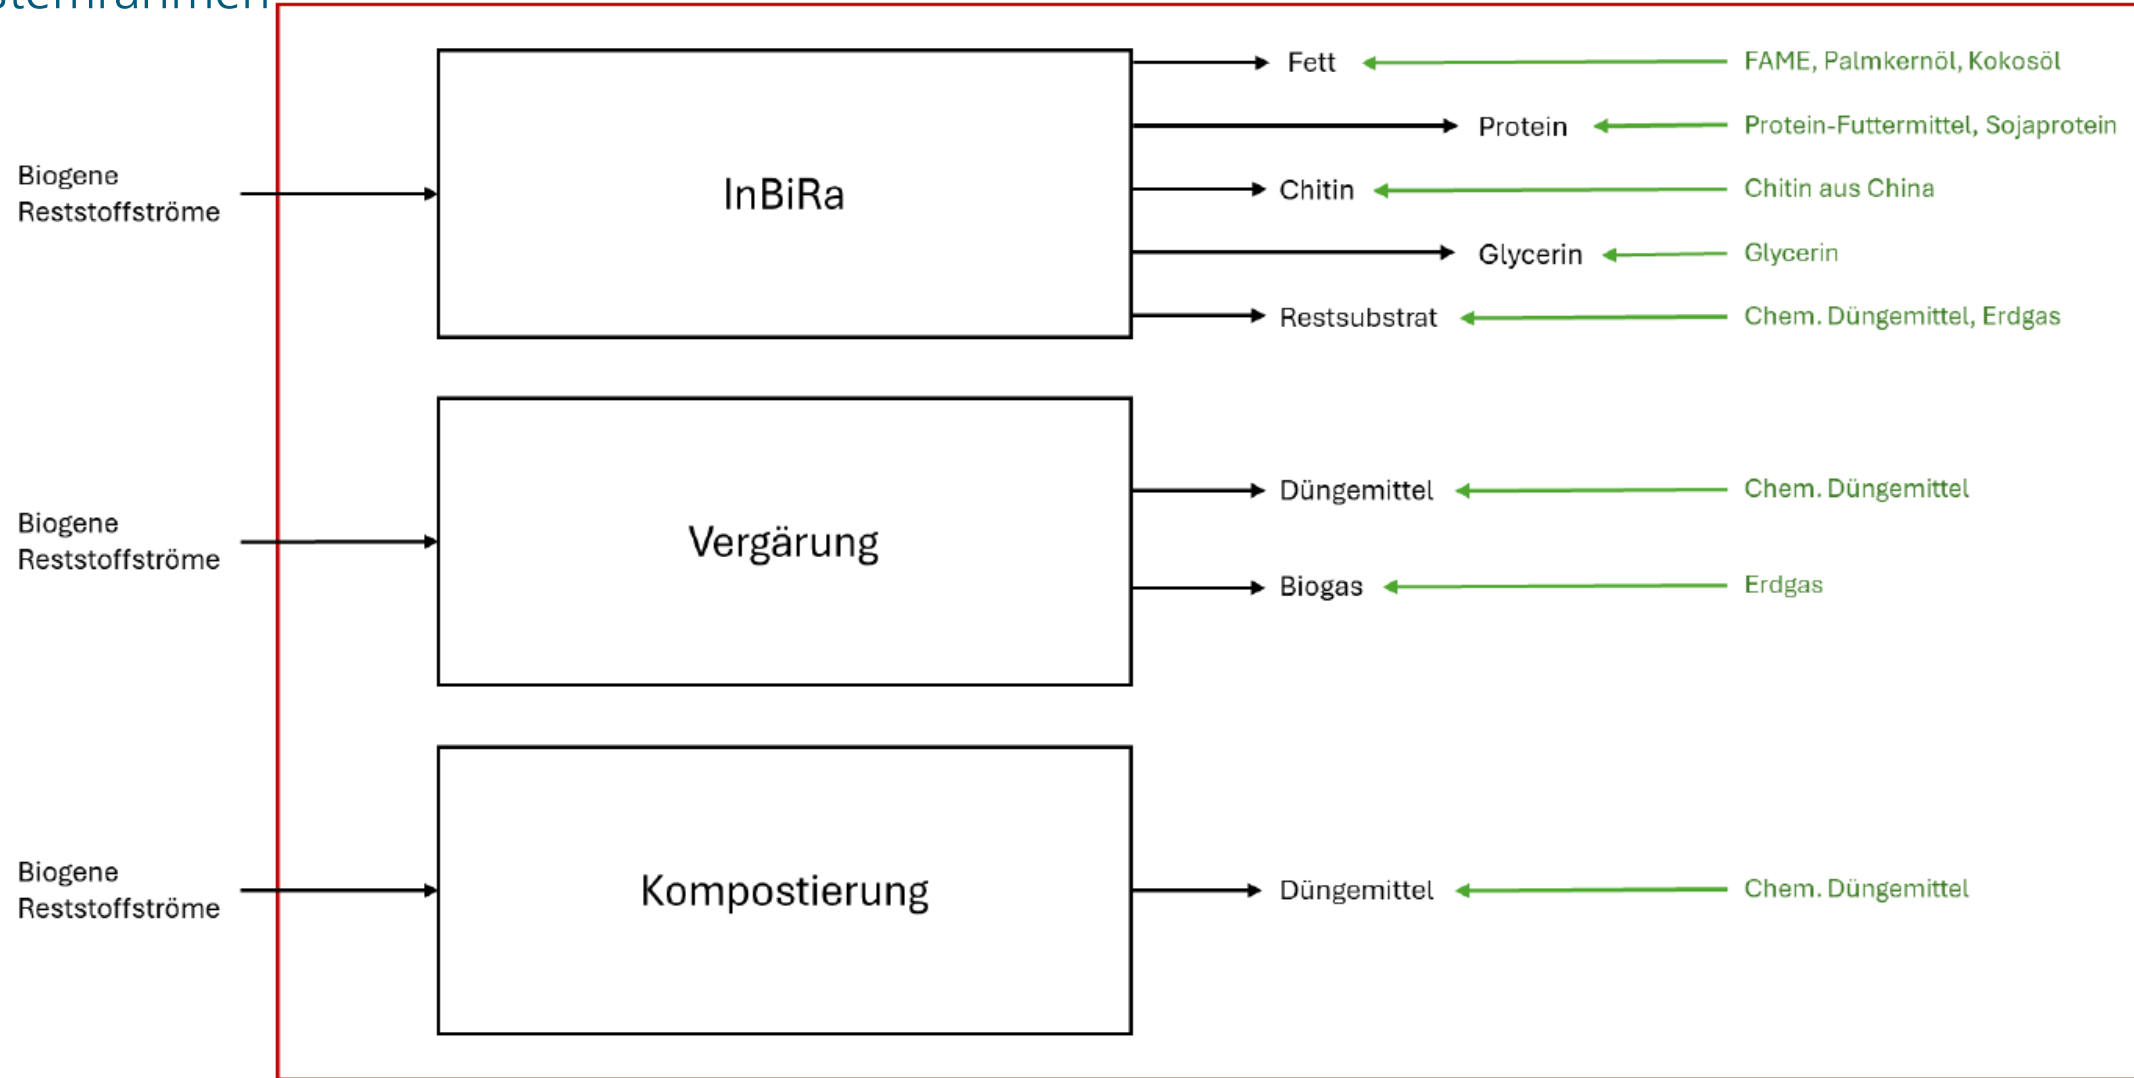 Fett
FAME, Palmkernöl, Kokosöl
Protein
Protein-Futtermittel, Sojaprotein
Biogene
Reststoffströme
InBiRa
Chitin
Chitin aus China
Glycerin
Glycerin
Restsubstrat
Chem. Düngemittel, Erdgas
Biogene
Reststoffströme
Vergärung
Düngemittel
Chem. Düngemittel
Biogas
Erdgas
Biogene
Reststoffströme
Kompostierung
Düngemittel
Chem. Düngemittel